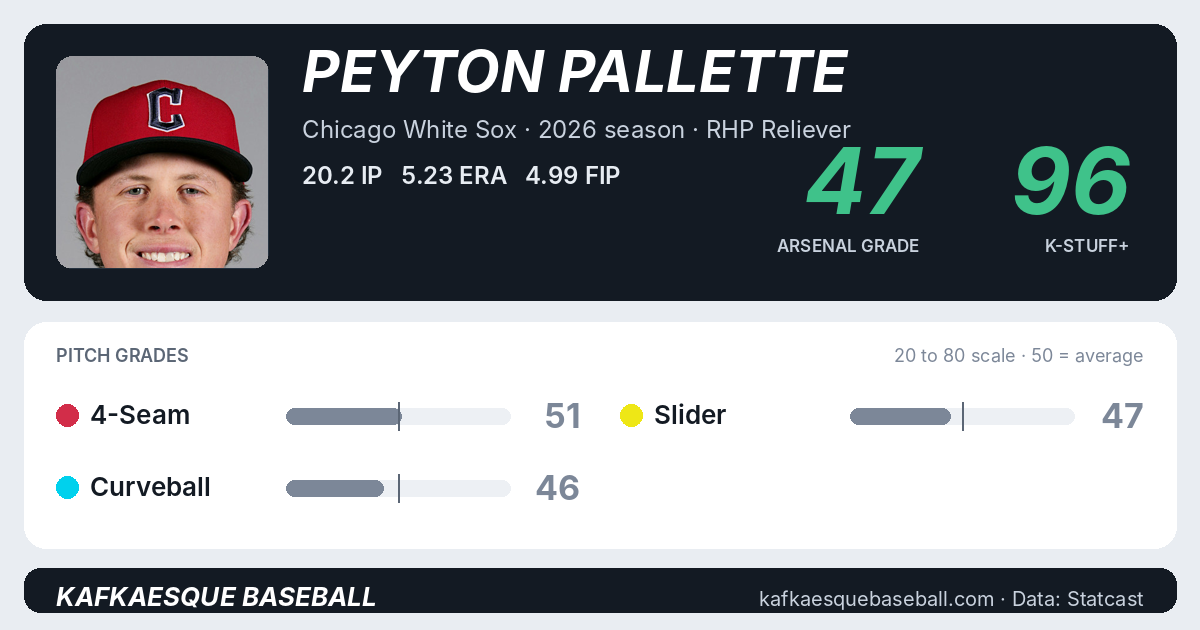 C
PEYTON PALLETTE
Chicago White Sox · 2026 season · RHP Reliever
20.2 IP 5.23 ERA 4.99 FIP
47 96
ARSENAL GRADE K-STUFF+
PITCH GRADES 20 to 80 scale · 50 = average
4-Seam 51 Slider 47
Curveball 46
KAFKAESQUE BASEBALL kafkaesquebaseball.com · Data: Statcast